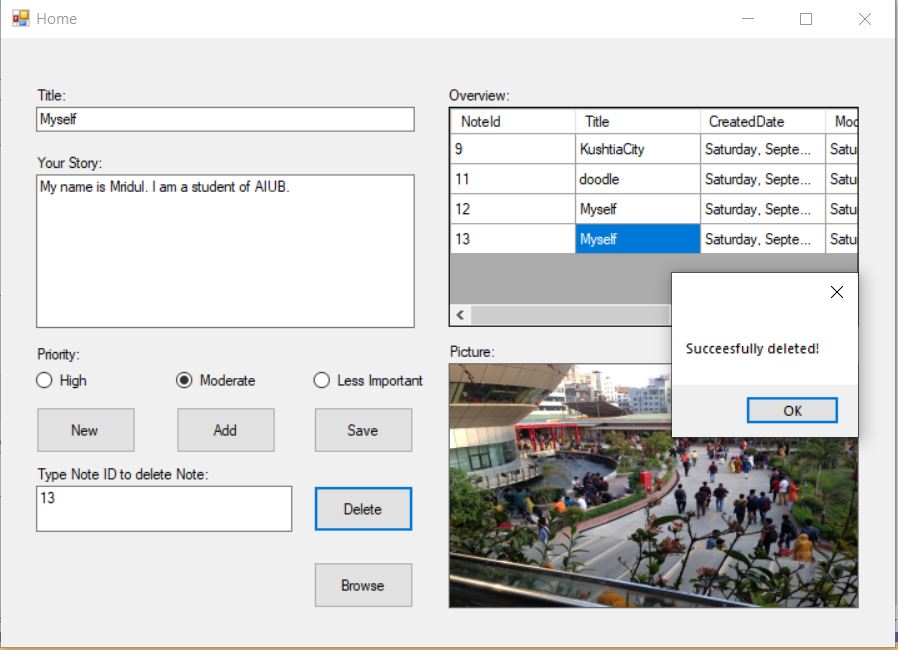 Home
Title:
Myself
Your Story:
My name is Mridul. I am a student of AIUB.
Priority:
High
Moderate
Less Important
New
Add
Save
Type Note ID to delete Note:
13
Delete
Browse
Overview:
NoteId Title CreatedDate Moc
9 KushtiaCity Saturday, Septe... Satu
11 doodle Saturday, Septe... Satu
12 Myself Saturday, Septe... Satu
13 Myself Saturday, Septe... Satu
Picture:
Succeesfully deleted!
OK